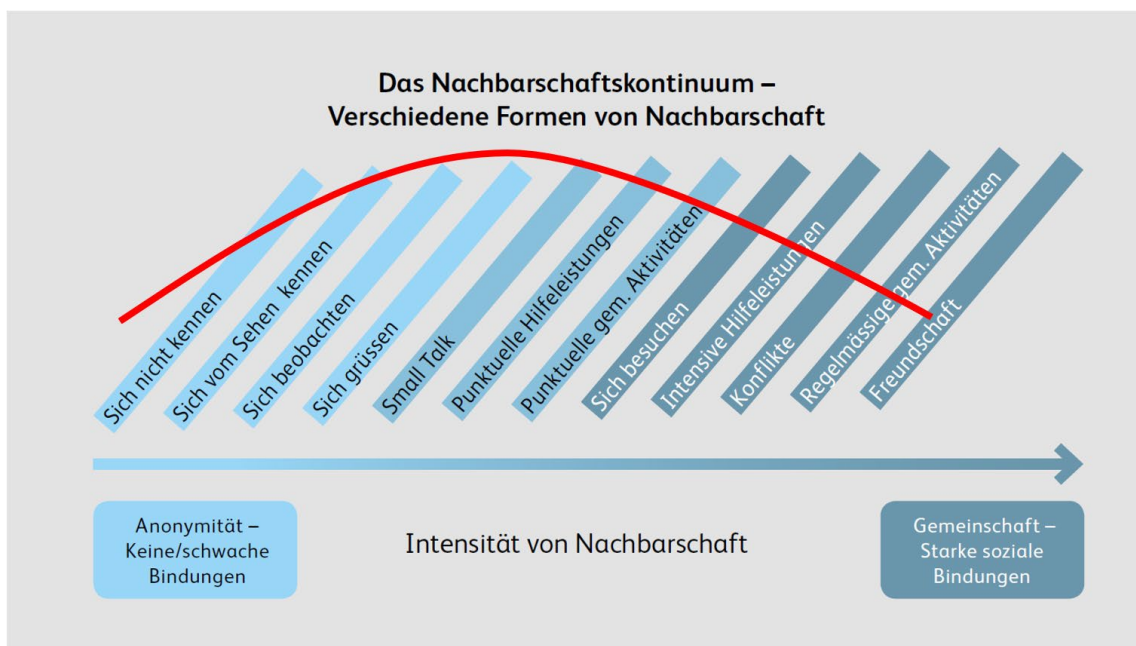 Das Nachbarschaftskontinuum –
Verschiedene Formen von Nachbarschaft
Sich nicht kennen
Sich vom Sehen kennen
Sich beobachten
Sich grüssen
Small Talk
Punktuelle Hilfeleistungen
Punktuelle gem. Aktivitäten
Sich besuchen
Intensive Hilfeleistungen
Konflikte
Regelmässige gem. Aktivitäten
Freundschaft
Anonymität –
Keine/schwache
Bindungen
Intensität von Nachbarschaft
Gemeinschaft –
Starke soziale
Bindungen